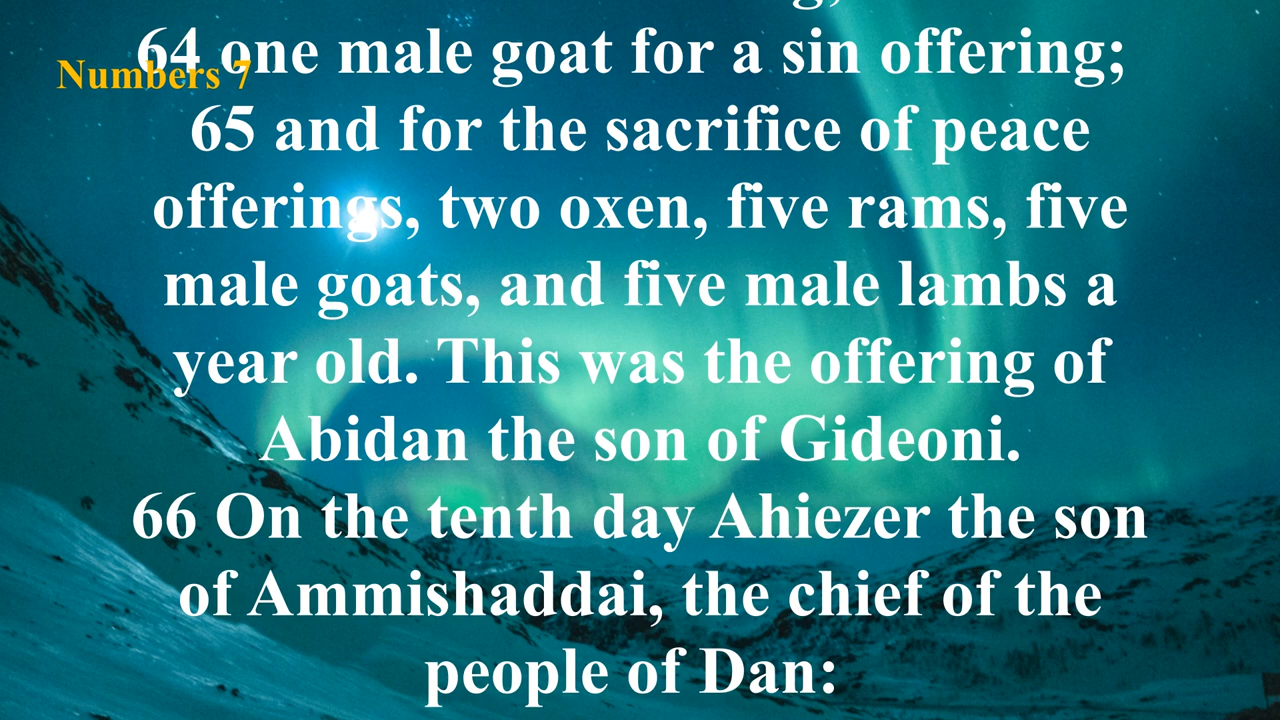 64 one male goat for a sin offering;
Numbers 7
65 and for the sacrifice of peace
offerings, two oxen, five rams, five
male goats, and five male lambs a
year old. This was the offering of
Abidan the son of Gideoni.
66 On the tenth day Ahiezer the son
of Ammishaddai, the chief of the
people of Dan: